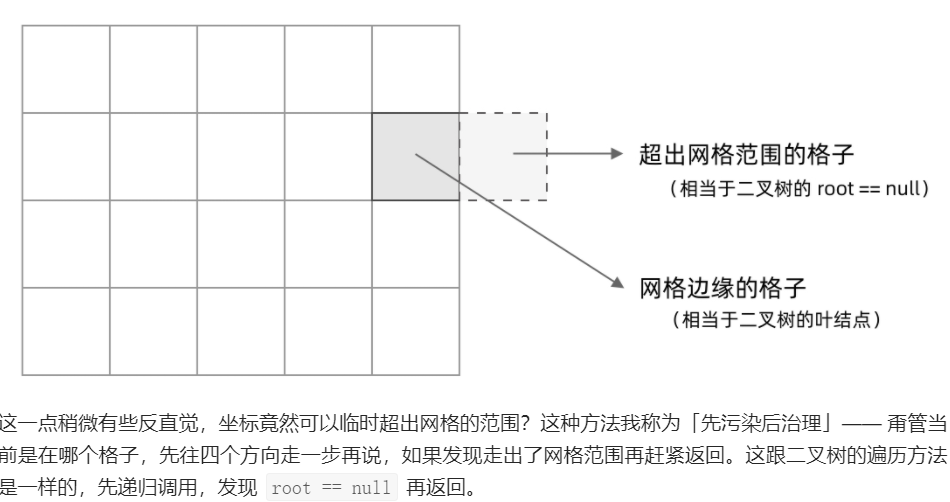 超出网格范围的格子
（相当于二叉树的 root == null）
网格边缘的格子
（相当于二叉树的叶结点）
这一点稍微有些反直觉，坐标竟然可以临时超出网格的范围？这种方法我称为「先污染后治理」—— 甭管当
前是在哪个格子，先往四个方向走一步再说，如果发现走出了网格范围再赶紧返回。这跟二叉树的遍历方法
是一样的，先递归调用，发现 root == null 再返回。